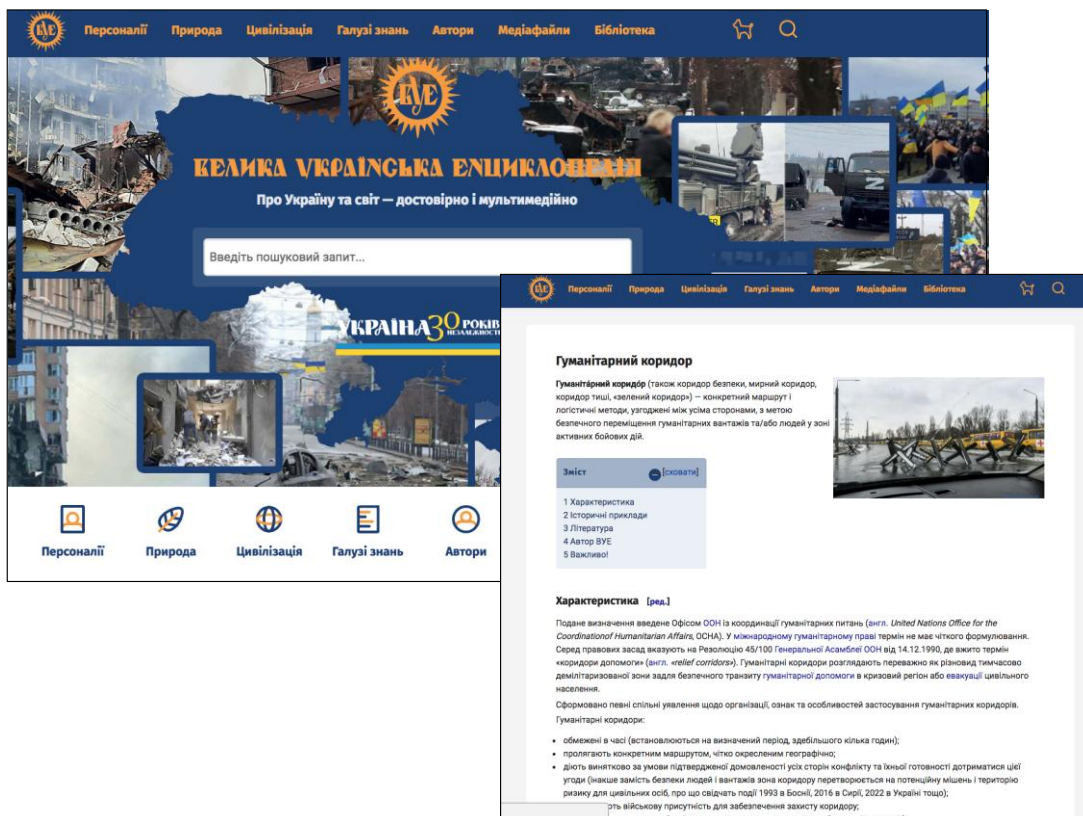 ВУЕ
Персоналії Природа Цивілізація Галузі знань Автори Медіафайли Бібліотека
ВУЕ
ВЕЛИКА УКРАЇНСЬКА ЕНЦИКЛОПЕДІЯ
Про Україну та світ — достовірно і мультимедійно
Введіть пошуковий запит...
УКРАЇНА 30 РОКІВ
НЕЗАЛЕЖНОСТІ
Z
Персоналії Природа Цивілізація Галузі знань Автори
ВУЕ
Персоналії Природа Цивілізація Галузі знань Автори Медіафайли Бібліотека
Гуманітарний коридор
Гуманіта́рний коридо́р (також коридор безпеки, мирний коридор,
коридор тиші, «зелений коридор») — конкретний маршрут і
логістичні методи, узгоджені між усіма сторонами, з метою
безпечного переміщення гуманітарних вантажів та/або людей у зоні
активних бойових дій.
Зміст [сховати]
1 Характеристика
2 Історичні приклади
3 Література
4 Автор ВУЕ
5 Важливо!
Характеристика [ред.]
Подане визначення введене Офісом ООН із координації гуманітарних питань (англ. United Nations Office for the
Coordinationof Humanitarian Affairs, OCHA). У міжнародному гуманітарному праві термін не має чіткого формулювання.
Серед правових засад вказують на Резолюцію 45/100 Генеральної Асамблеї ООН від 14.12.1990, де вжито термін
«коридори допомоги» (англ. «relief corridors»). Гуманітарні коридори розглядають переважно як різновид тимчасово
демілітаризованої зони задля безпечного транзиту гуманітарної допомоги в кризовий регіон або евакуації цивільного
населення.
Сформовано певні спільні уявлення щодо організації, ознак та особливостей застосування гуманітарних коридорів.
Гуманітарні коридори:
• обмежені в часі (встановлюються на визначений період, здебільшого кілька годин);
• пролягають конкретним маршрутом, чітко окресленим географічно;
• діють винятково за умови підтвердженої домовленості усіх сторін конфлікту та їхньої готовності дотриматися цієї
угоди (інакше замість безпеки людей і вантажів зона коридору перетворюється на потенційну мішень і територію
ризику для цивільних осіб, про що свідчать події 1993 в Боснії, 2016 в Сирії, 2022 в Україні тощо);
ють військову присутність для забезпечення захисту коридору;